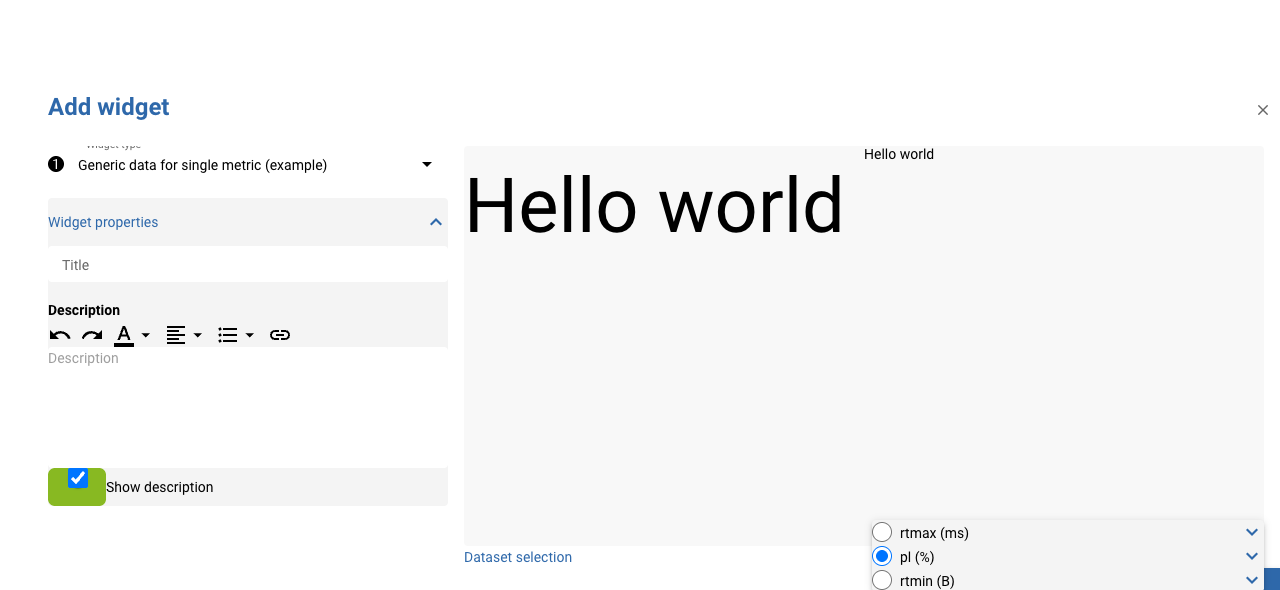 Add widget
Widget type
1
Generic data for single metric (example)
Widget properties
Title
Description
A
Description
Show description
Hello world
Hello world
Dataset selection
rtmax (ms)
pl (%)
rtmin (B)